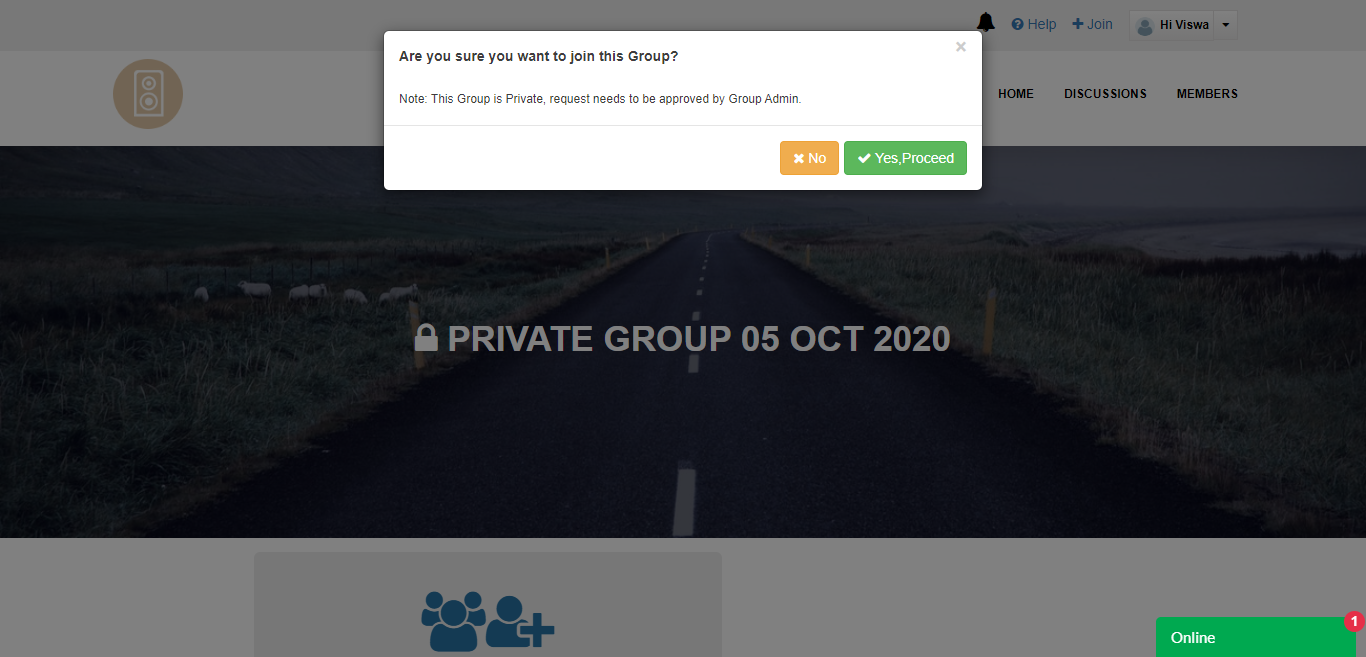 Help
Join
Hi Viswa
Are you sure you want to join this Group?
×
Note: This Group is Private, request needs to be approved by Group Admin.
No
Yes,Proceed
HOME
DISCUSSIONS
MEMBERS
PRIVATE GROUP 05 OCT 2020
Online
1